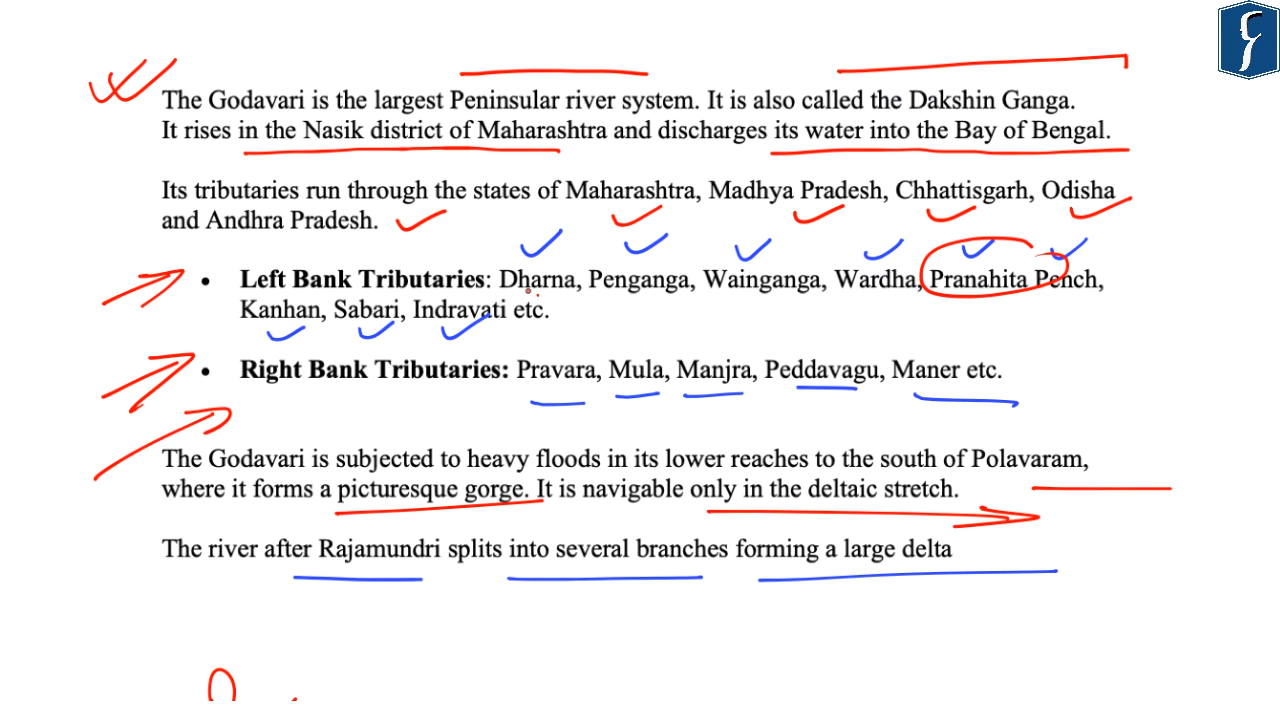 The Godavari is the largest Peninsular river system. It is also called the Dakshin Ganga.
It rises in the Nasik district of Maharashtra and discharges its water into the Bay of Bengal.
Its tributaries run through the states of Maharashtra, Madhya Pradesh, Chhattisgarh, Odisha
and Andhra Pradesh.
• Left Bank Tributaries: Dharna, Penganga, Wainganga, Wardha, Pranahita Pench,
Kanhan, Sabari, Indravati etc.
• Right Bank Tributaries: Pravara, Mula, Manjra, Peddavagu, Maner etc.
The Godavari is subjected to heavy floods in its lower reaches to the south of Polavaram,
where it forms a picturesque gorge. It is navigable only in the deltaic stretch.
The river after Rajamundri splits into several branches forming a large delta